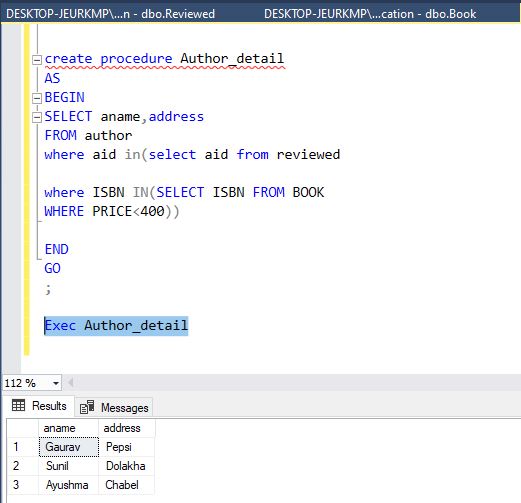 DESKTOP-JEURKMP\...n - dbo.Reviewed DESKTOP-JEURKMP\...cation - dbo.Book
create procedure Author_detail
AS
BEGIN
SELECT aname,address
FROM author
where aid in(select aid from reviewed
where ISBN IN(SELECT ISBN FROM BOOK
WHERE PRICE<400))
END
GO
;
Exec Author_detail
112 %
Results Messages
aname address
1 Gaurav Pepsi
2 Sunil Dolakha
3 Ayushma Chabel